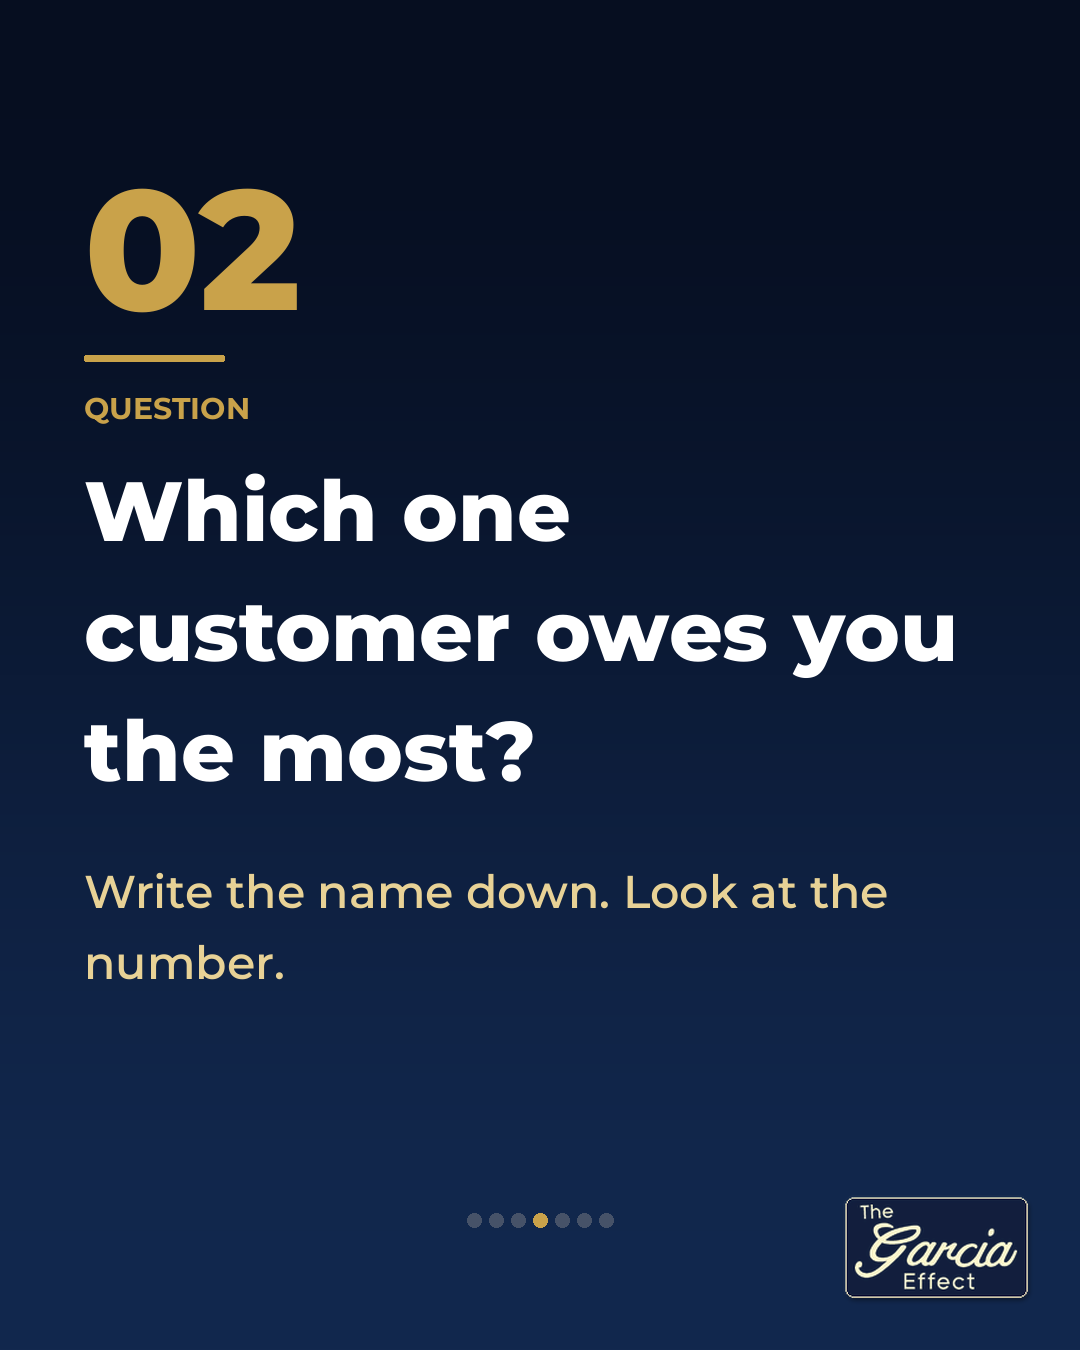 02
QUESTION
Which one
customer owes you
the most?
Write the name down. Look at the
number.
The
Garcia
Effect